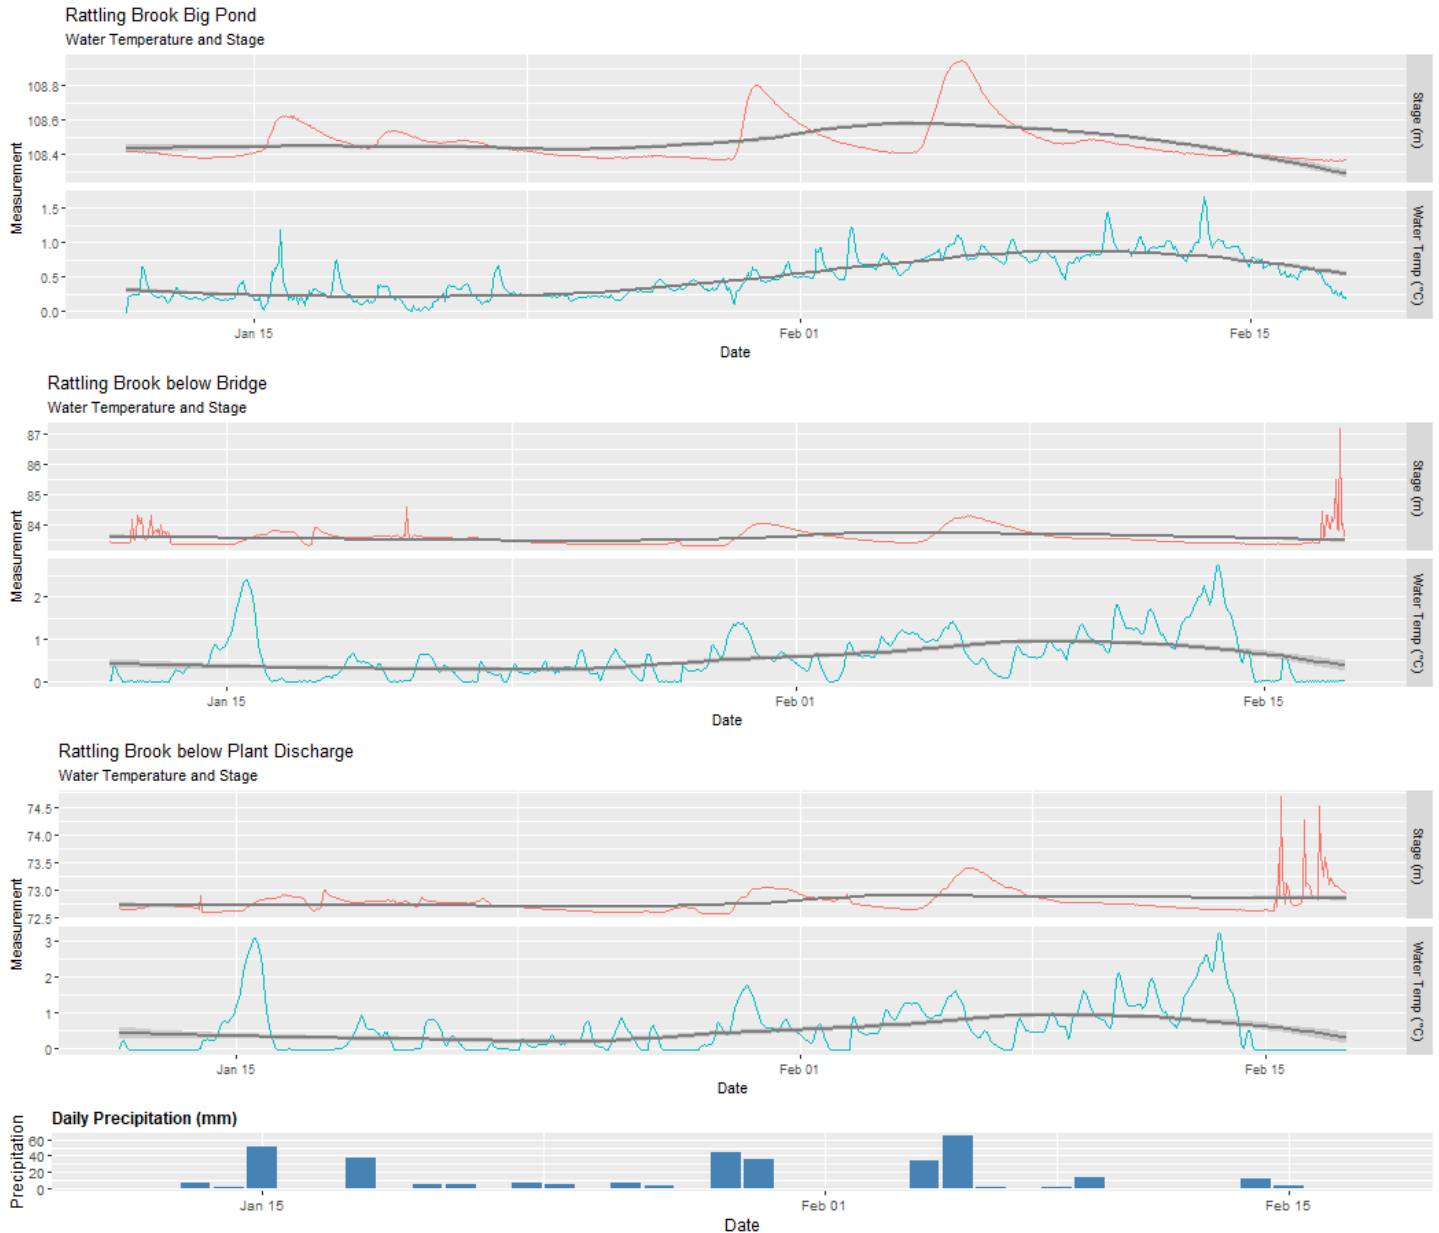 Rattling Brook Big Pond
Water Temperature and Stage
Measurement
108.8
108.6
108.4
Stage (m)
1.5
1.0
0.5
0.0
Water Temp (°C)
Jan 15
Feb 01
Feb 15
Date
Rattling Brook below Bridge
Water Temperature and Stage
Measurement
87
86
85
84
Stage (m)
2
1
0
Water Temp (°C)
Jan 15
Feb 01
Feb 15
Date
Rattling Brook below Plant Discharge
Water Temperature and Stage
Measurement
74.5
74.0
73.5
73.0
72.5
Stage (m)
3
2
1
0
Water Temp (°C)
Jan 15
Feb 01
Feb 15
Date
Daily Precipitation (mm)
Precipitation
60
40
20
0
Jan 15
Feb 01
Feb 15
Date